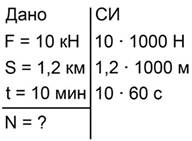 Дано СИ
F = 10 кН 10 · 1000 Н
S = 1,2 км 1,2 · 1000 м
t = 10 мин 10 · 60 с
N = ?